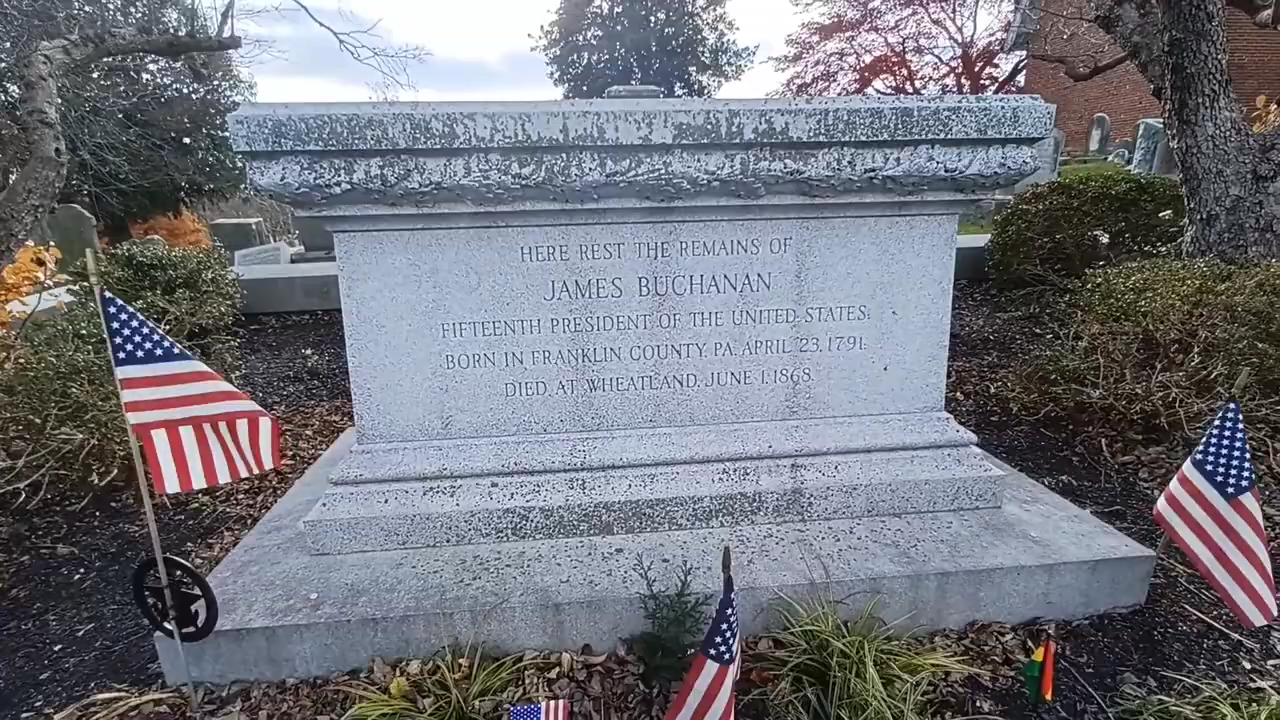 HERE REST THE REMAINS OF
JAMES BUCHANAN
FIFTEENTH PRESIDENT OF THE UNITED STATES.
BORN IN FRANKLIN COUNTY, PA. APRIL 23, 1791.
DIED AT WHEATLAND, JUNE 1, 1868.